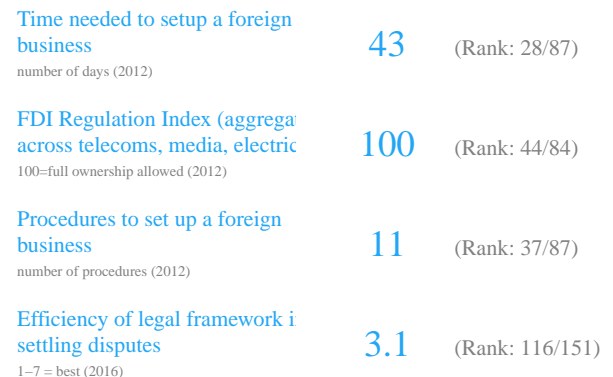 Time needed to setup a foreign
business
43 (Rank: 28/87)
number of days (2012)
FDI Regulation Index
across telecoms, media,
100 (Rank: 44/84)
100=full ownership allowed (2012)
Procedures to set up a foreign
business
11 (Rank: 37/87)
number of procedures (2012)
Efficiency of legal framework
settling disputes
3.1 (Rank: 116/151)
1–7 = best (2016)